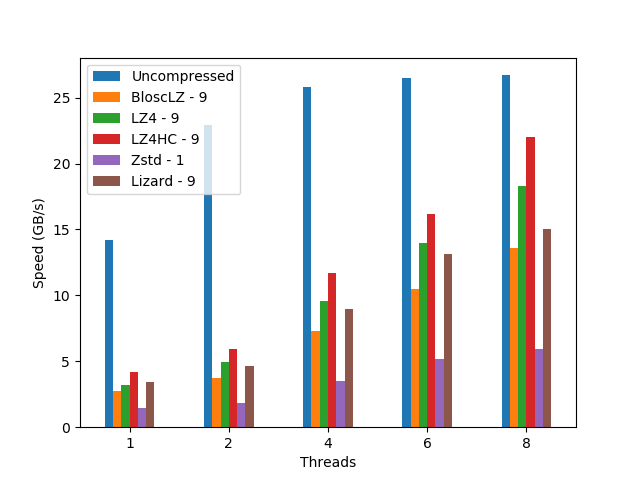 Uncompressed
BloscLZ - 9
LZ4 - 9
LZ4HC - 9
Zstd - 1
Lizard - 9
Speed (GB/s)
25
20
15
10
5
0
1 2 4 6 8
Threads